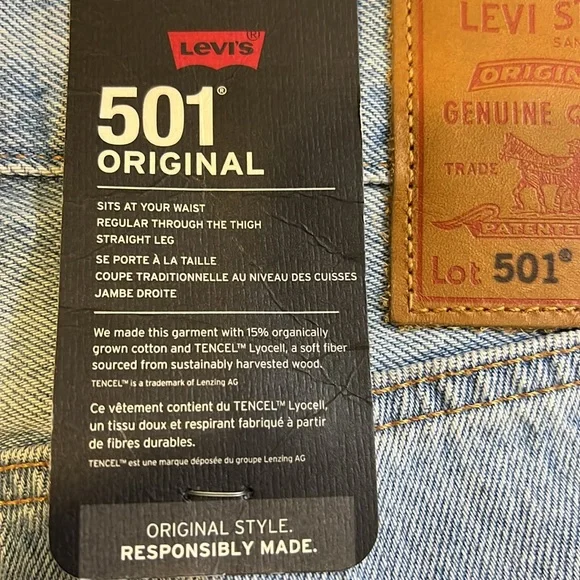 Levi's®
501®
ORIGINAL
SITS AT YOUR WAIST
REGULAR THROUGH THE THIGH
STRAIGHT LEG
SE PORTE À LA TAILLE
COUPE TRADITIONNELLE AU NIVEAU DES CUISSES
JAMBE DROITE
We made this garment with 15% organically
grown cotton and TENCEL™ Lyocell, a soft fiber
sourced from sustainably harvested wood.
TENCEL™ is a trademark of Lenzing AG
Ce vêtement contient du TENCEL™ Lyocell,
un tissu doux et respirant fabriqué à partir
de fibres durables.
TENCEL™ est une marque déposée du groupe Lenzing AG
ORIGINAL STYLE.
RESPONSIBLY MADE.
LEVI ST
SAN
ORIGIN
GENUINE
TRADE
PATENTE
Lot 501®